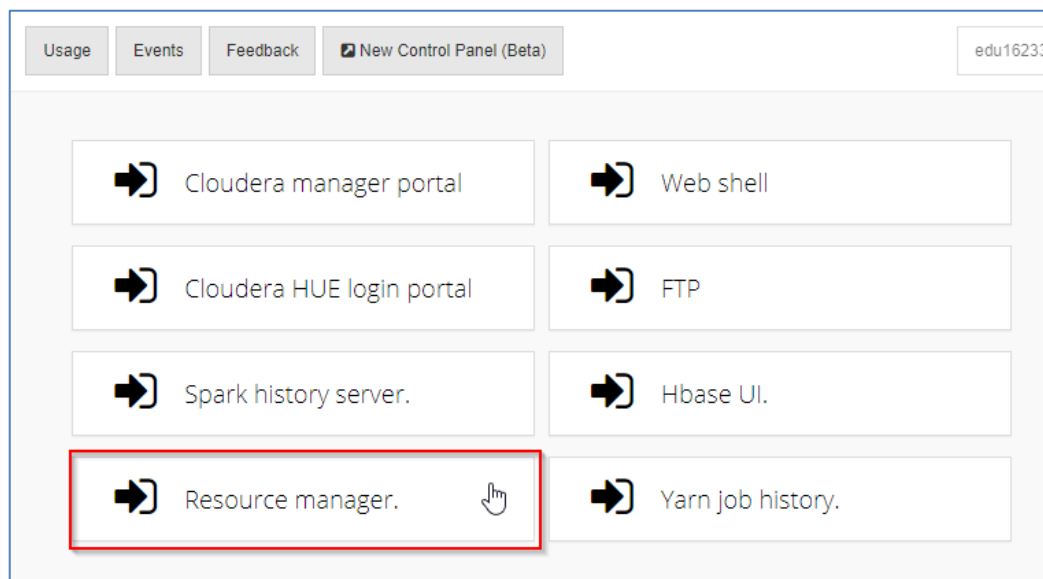 Usage Events Feedback New Control Panel (Beta) edu16233
Cloudera manager portal Web shell
Cloudera HUE login portal FTP
Spark history server. Hbase UI.
Resource manager. Yarn job history.